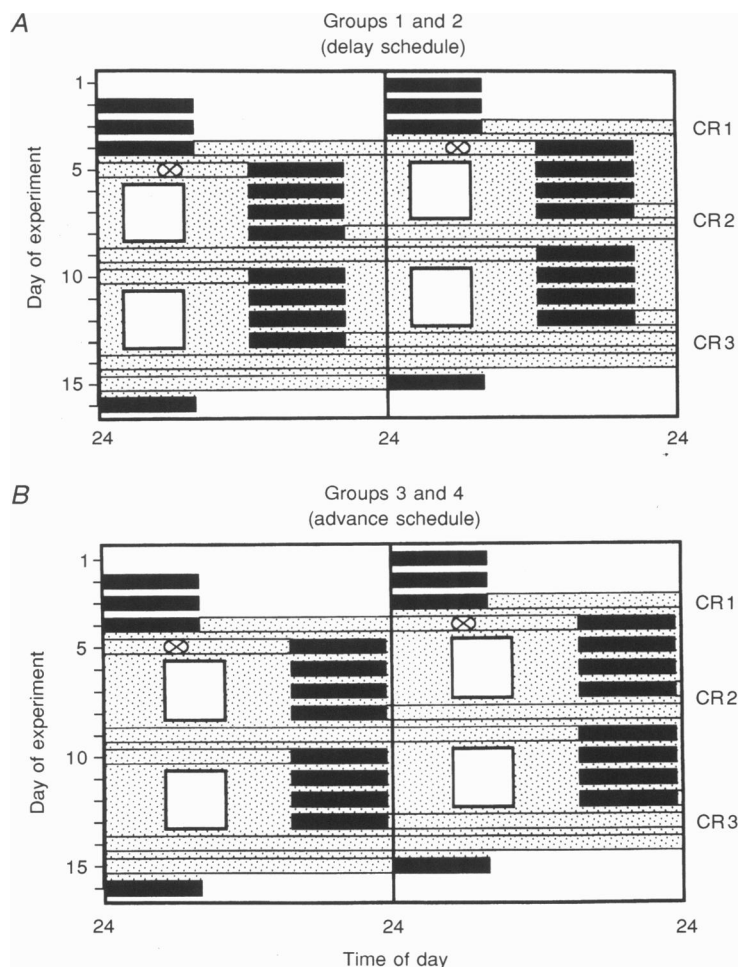 A
Groups 1 and 2
(delay schedule)
1
5
10
15
Day of experiment
CR1
CR2
CR3
24
24
24
B
Groups 3 and 4
(advance schedule)
1
5
10
15
Day of experiment
CR1
CR2
CR3
24
24
24
Time of day